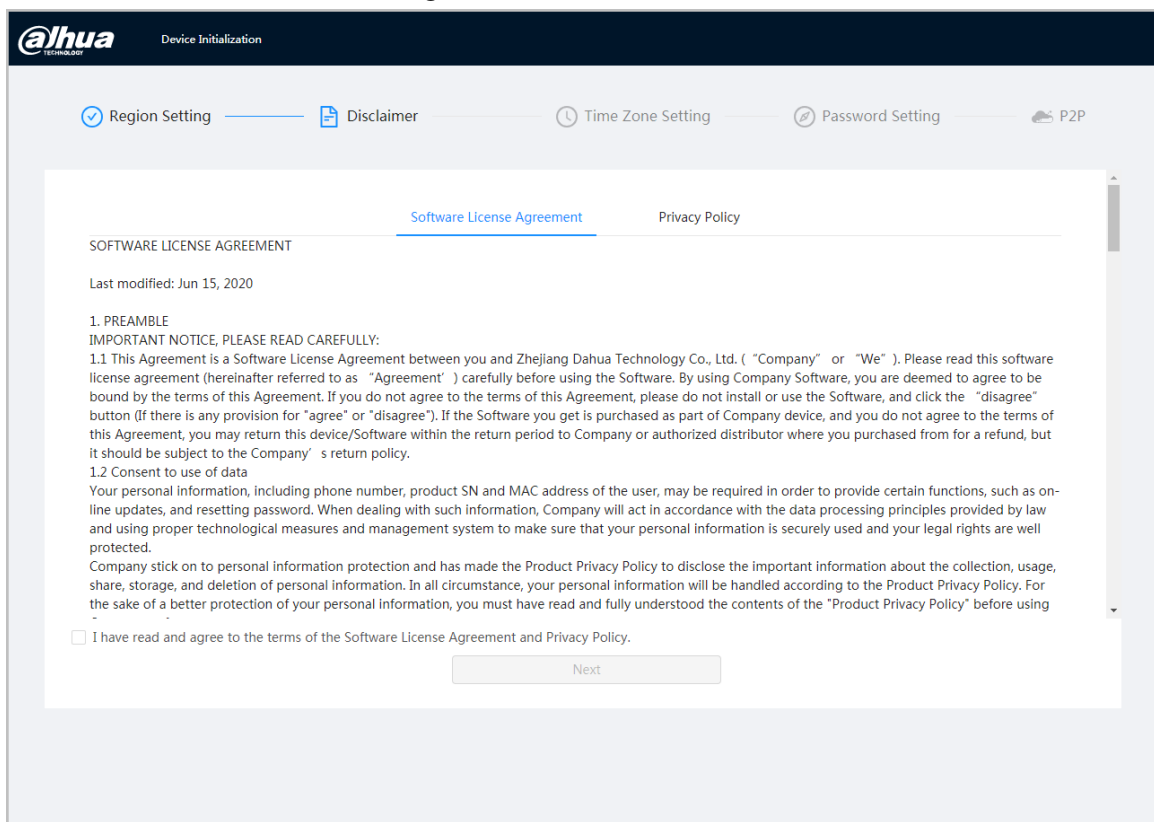 alhua
TECHNOLOGY
Device Initialization
Region Setting
Disclaimer
Time Zone Setting
Password Setting
P2P
Software License Agreement
Privacy Policy
SOFTWARE LICENSE AGREEMENT
Last modified: Jun 15, 2020
1. PREAMBLE
IMPORTANT NOTICE, PLEASE READ CAREFULLY:
1.1 This Agreement is a Software License Agreement between you and Zhejiang Dahua Technology Co., Ltd. ( “Company” or “We” ). Please read this software
license agreement (hereinafter referred to as “Agreement’ ) carefully before using the Software. By using Company Software, you are deemed to agree to be
bound by the terms of this Agreement. If you do not agree to the terms of this Agreement, please do not install or use the Software, and click the “disagree”
button (If there is any provision for "agree" or "disagree"). If the Software you get is purchased as part of Company device, and you do not agree to the terms of
this Agreement, you may return this device/Software within the return period to Company or authorized distributor where you purchased from for a refund, but
it should be subject to the Company’ s return policy.
1.2 Consent to use of data
Your personal information, including phone number, product SN and MAC address of the user, may be required in order to provide certain functions, such as on-
line updates, and resetting password. When dealing with such information, Company will act in accordance with the data processing principles provided by law
and using proper technological measures and management system to make sure that your personal information is securely used and your legal rights are well
protected.
Company stick on to personal information protection and has made the Product Privacy Policy to disclose the important information about the collection, usage,
share, storage, and deletion of personal information. In all circumstance, your personal information will be handled according to the Product Privacy Policy. For
the sake of a better protection of your personal information, you must have read and fully understood the contents of the "Product Privacy Policy" before using
I have read and agree to the terms of the Software License Agreement and Privacy Policy.
Next